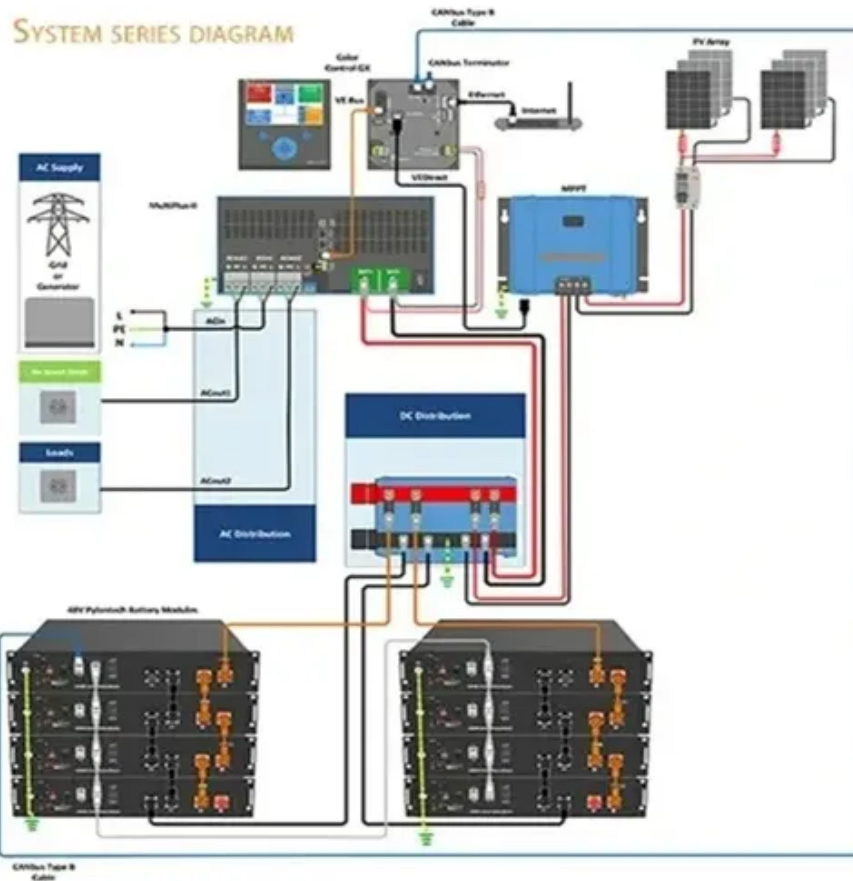 SYSTEM SERIES DIAGRAM
CANbus Type B
Cable
Color
Control GX
CANbus Terminator
PV Array
VE Bus
Ethernet
Internet
AC Supply
VE Direct
MPPT
MultiPlus-II
Grid
or
Generator
L
PE
N
ACin
ACout1
DC Distribution
Loads
ACout2
AC Distribution
48V Pylontech Battery Modules
CANbus Type B
Cable